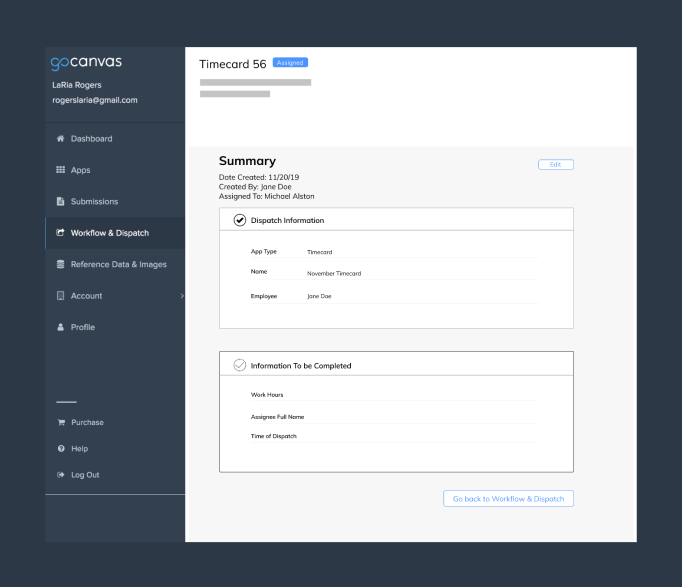 gocanvas
LaRia Rogers
rogerslaria@gmail.com
Dashboard
Apps
Submissions
Workflow & Dispatch
Reference Data & Images
Account
Profile
Purchase
Help
Log Out
Timecard 56 Assigned
Summary
Edit
Date Created: 11/20/19
Created By: Jane Doe
Assigned To: Michael Alston
Dispatch Information
App Type Timecard
Name November Timecard
Employee Jane Doe
Information To be Completed
Work Hours
Assignee Full Name
Time of Dispatch
Go back to Workflow & Dispatch